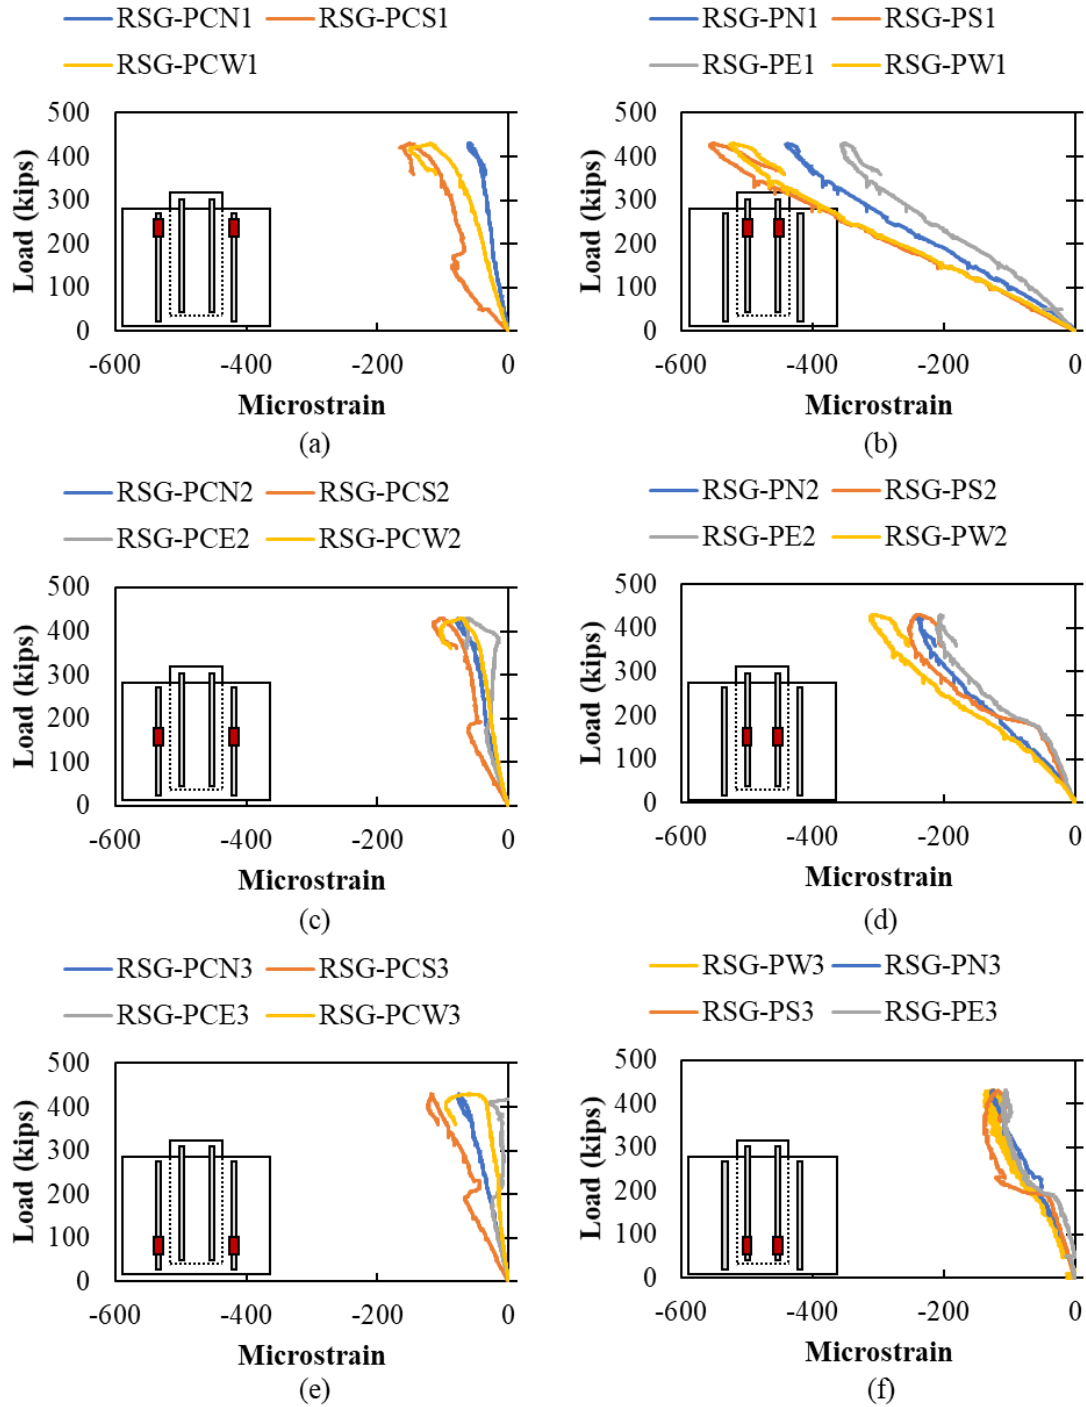 RSG-PCN1 RSG-PCS1
RSG-PCW1
500
400
300
200
100
0
Load (kips)
-600 -400 -200 0
Microstrain
(a)
RSG-PN1 RSG-PS1
RSG-PE1 RSG-PW1
500
400
300
200
100
0
Load (kips)
-600 -400 -200 0
Microstrain
(b)
RSG-PCN2 RSG-PCS2
RSG-PCE2 RSG-PCW2
500
400
300
200
100
0
Load (kips)
-600 -400 -200 0
Microstrain
(c)
RSG-PN2 RSG-PS2
RSG-PE2 RSG-PW2
500
400
300
200
100
0
Load (kips)
-600 -400 -200 0
Microstrain
(d)
RSG-PCN3 RSG-PCS3
RSG-PCE3 RSG-PCW3
500
400
300
200
100
0
Load (kips)
-600 -400 -200 0
Microstrain
(e)
RSG-PW3 RSG-PN3
RSG-PS3 RSG-PE3
500
400
300
200
100
0
Load (kips)
-600 -400 -200 0
Microstrain
(f)